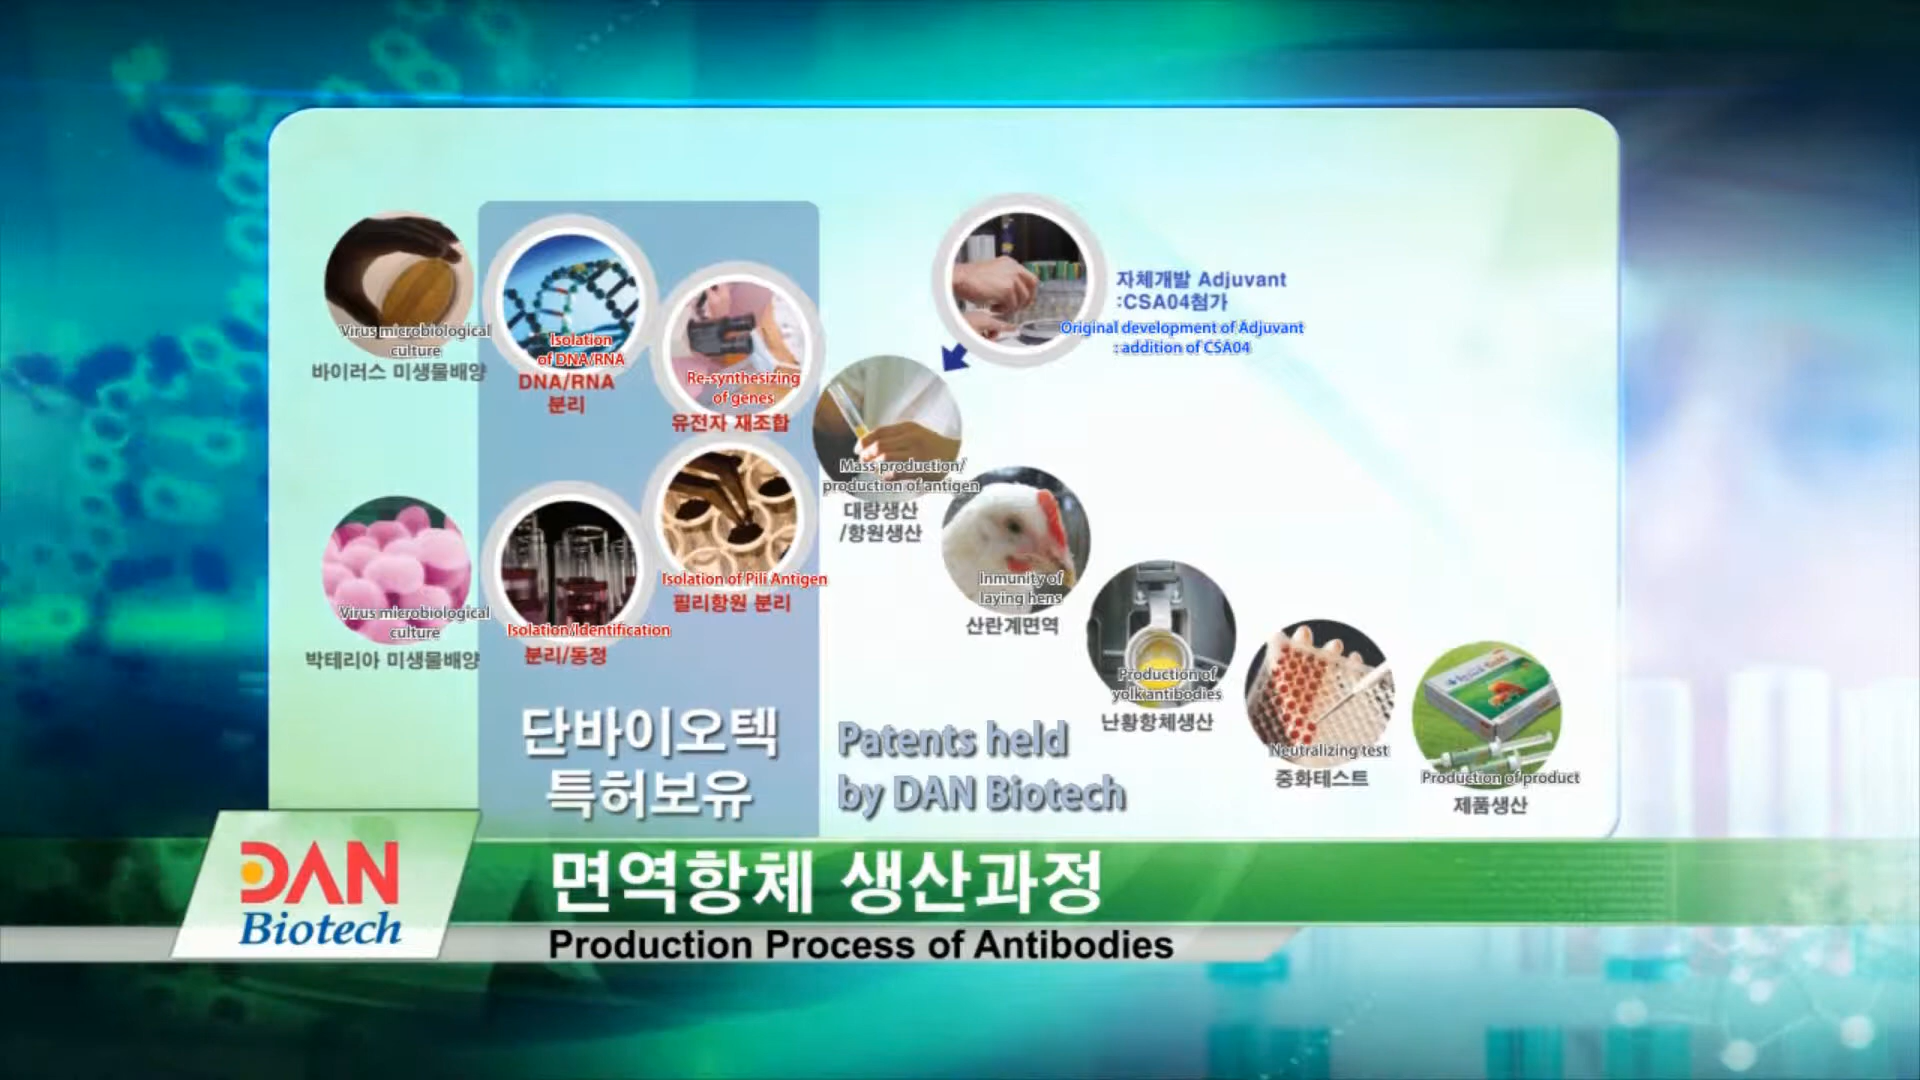 Virus microbiological
culture
바이러스 미생물배양
Isolation
of DNA/RNA
DNA/RNA
분리
Re-synthesizing
of genes
유전자 재조합
자체개발 Adjuvant
:CSA04첨가
Original development of Adjuvant
: addition of CSA04
Mass production/
production of antigen
대량생산
/항원생산
Virus microbiological
culture
박테리아 미생물배양
Isolation/Identification
분리/동정
Isolation of Pili Antigen
필리항원 분리
Inmunity of
laying hens
산란계면역
Production of
yolk antibodies
난황항체생산
Neutralizing test
중화테스트
Production of product
제품생산
단바이오텍
특허보유
Patents held
by DAN Biotech
DAN
Biotech
면역항체 생산과정
Production Process of Antibodies